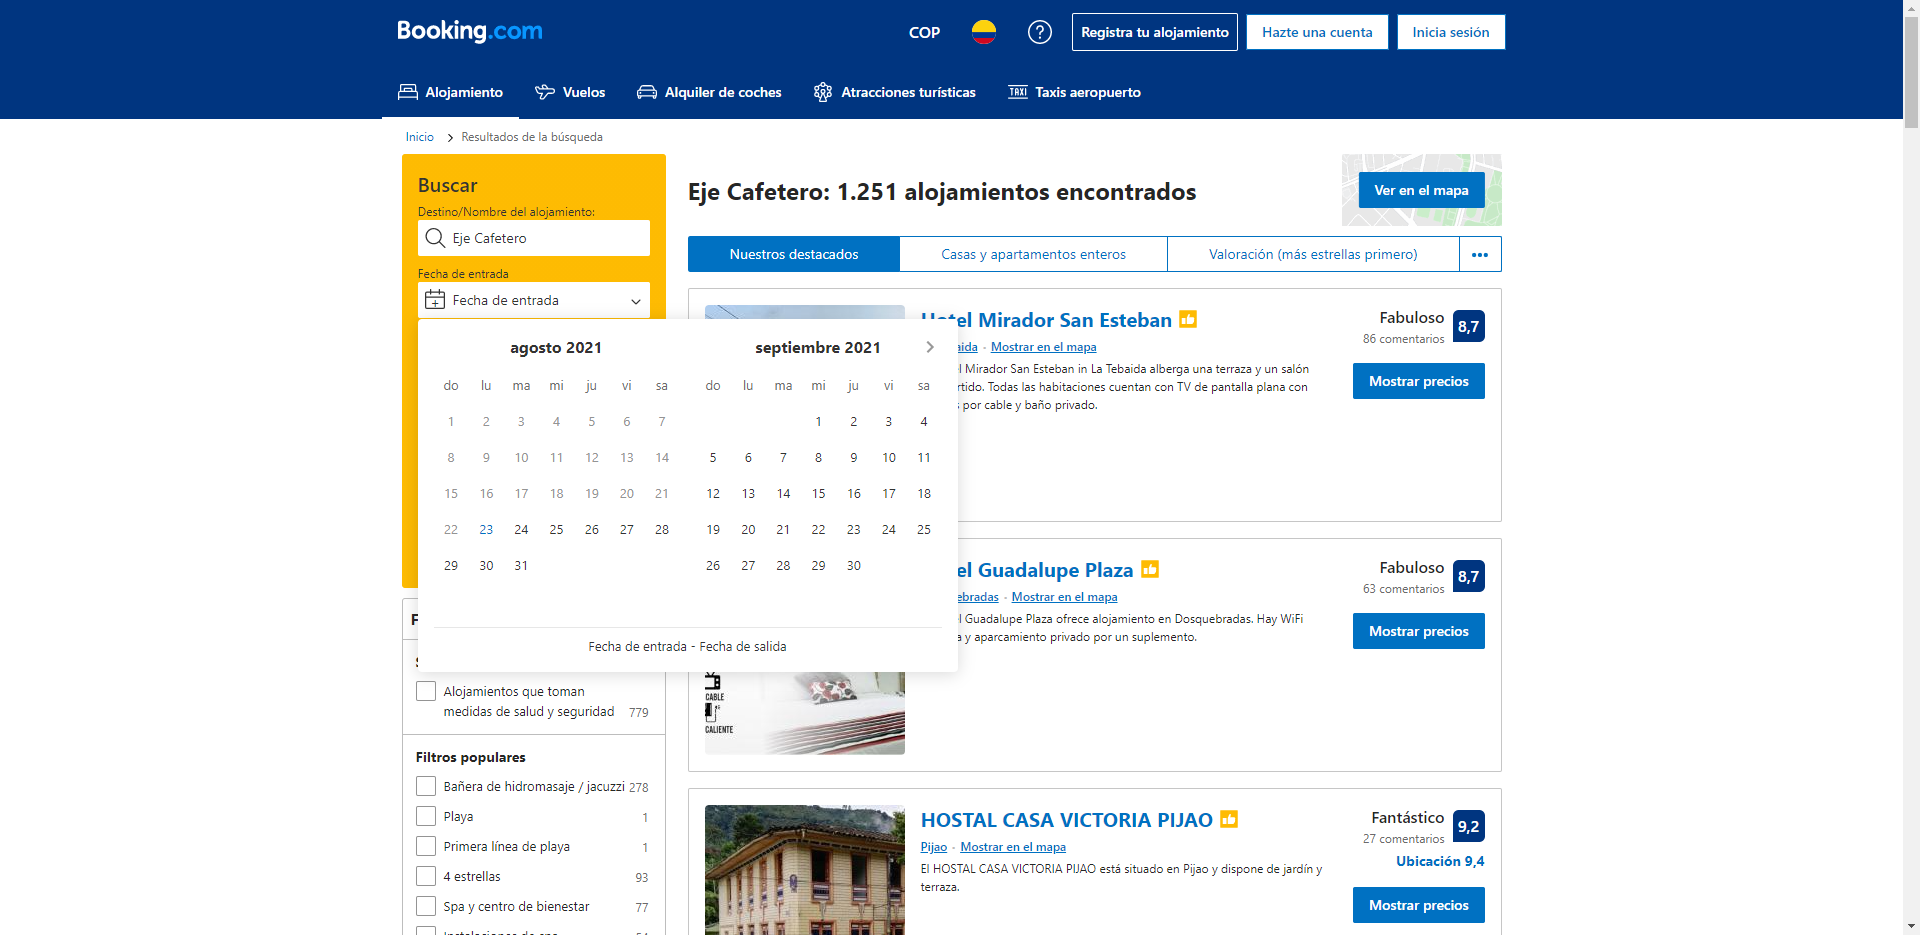 Booking.com
COP
Registra tu alojamiento
Hazte una cuenta
Inicia sesión
Alojamiento
Vuelos
Alquiler de coches
Atracciones turísticas
TAXI Taxis aeropuerto
Inicio
Resultados de la búsqueda
Buscar
Destino/Nombre del alojamiento:
Eje Cafetero
Fecha de entrada
Fecha de entrada
agosto 2021
do lu ma mi ju vi sa
1 2 3 4 5 6 7
8 9 10 11 12 13 14
15 16 17 18 19 20 21
22 23 24 25 26 27 28
29 30 31
septiembre 2021
do lu ma mi ju vi sa
1 2 3 4
5 6 7 8 9 10 11
12 13 14 15 16 17 18
19 20 21 22 23 24 25
26 27 28 29 30
Fecha de entrada - Fecha de salida
Alojamientos que toman
medidas de salud y seguridad 779
Filtros populares
Bañera de hidromasaje / jacuzzi 278
Playa 1
Primera línea de playa 1
4 estrellas 93
Spa y centro de bienestar 77
Eje Cafetero: 1.251 alojamientos encontrados
Ver en el mapa
Nuestros destacados
Casas y apartamentos enteros
Valoración (más estrellas primero)
Mirador San Esteban
Mostrar en el mapa
Mirador San Esteban in La Tebaida alberga una terraza y un salón
Todas las habitaciones cuentan con TV de pantalla plana con
por cable y baño privado.
Fabuloso
86 comentarios
8,7
Mostrar precios
Guadalupe Plaza
Mostrar en el mapa
Guadalupe Plaza ofrece alojamiento en Dosquebradas. Hay WiFi
y aparcamiento privado por un suplemento.
CABLE
CALIENTE
Fabuloso
63 comentarios
8,7
Mostrar precios
HOSTAL CASA VICTORIA PIJAO
Pijao · Mostrar en el mapa
El HOSTAL CASA VICTORIA PIJAO está situado en Pijao y dispone de jardín y
terraza.
Fantástico
27 comentarios
9,2
Ubicación 9,4
Mostrar precios